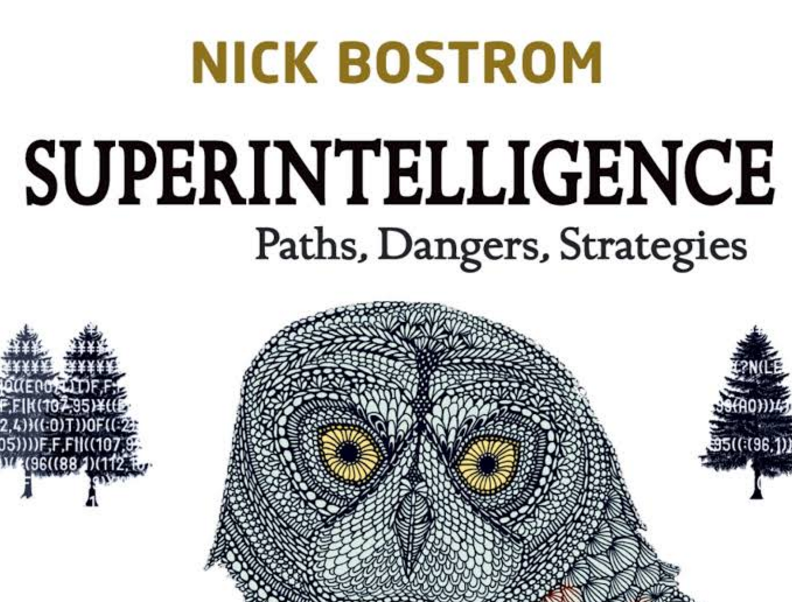 NICK BOSTROM
SUPERINTELLIGENCE
Paths, Dangers, Strategies